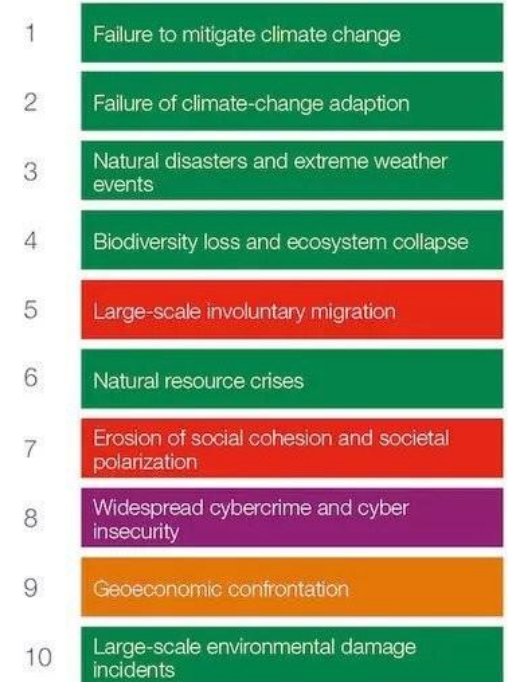 1 Failure to mitigate climate change
2 Failure of climate-change adaption
3 Natural disasters and extreme weather
events
4 Biodiversity loss and ecosystem collapse
5 Large-scale involuntary migration
6 Natural resource crises
7 Erosion of social cohesion and societal
polarization
8 Widespread cybercrime and cyber
insecurity
9 Geoeconomic confrontation
10 Large-scale environmental damage
incidents